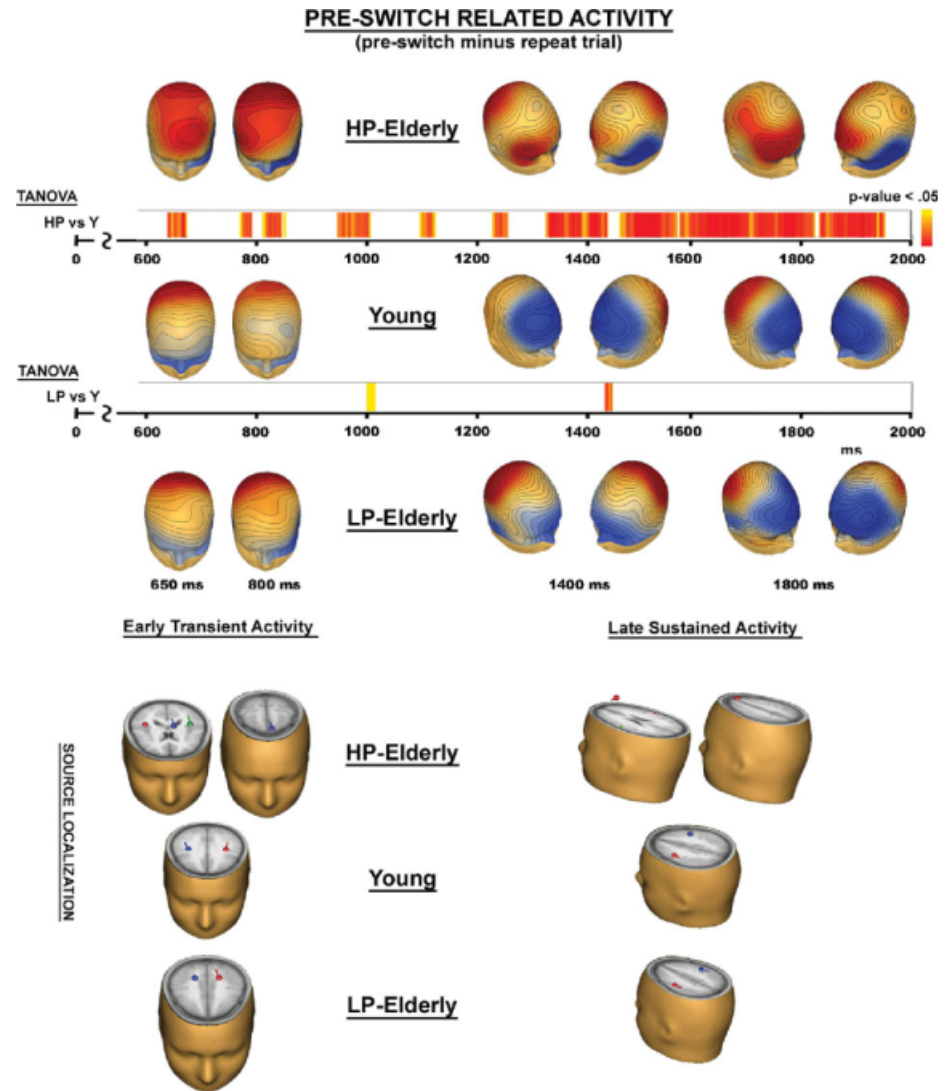 PRE-SWITCH RELATED ACTIVITY
(pre-switch minus repeat trial)
HP-Elderly
TANOVA
HP vs Y
p-value < .05
0 600 800 1000 1200 1400 1600 1800 2000
Young
TANOVA
LP vs Y
0 600 800 1000 1200 1400 1600 1800 2000
ms
LP-Elderly
650 ms 800 ms 1400 ms 1800 ms
Early Transient Activity Late Sustained Activity
SOURCE LOCALIZATION
HP-Elderly
Young
LP-Elderly